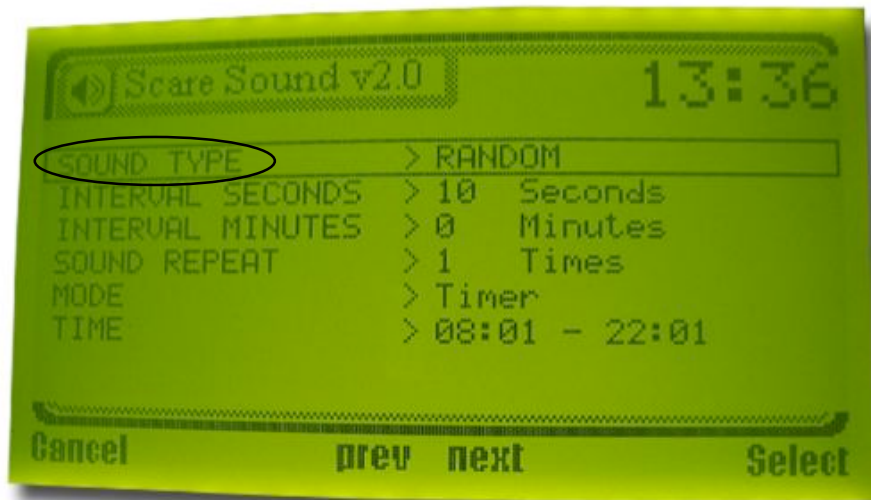 Scare Sound v2.0 13:36
SOUND TYPE > RANDOM
INTERVAL SECONDS > 10 Seconds
INTERVAL MINUTES > 0 Minutes
SOUND REPEAT > 1 Times
MODE > Timer
TIME > 08:01 - 22:01
Cancel prev next Select